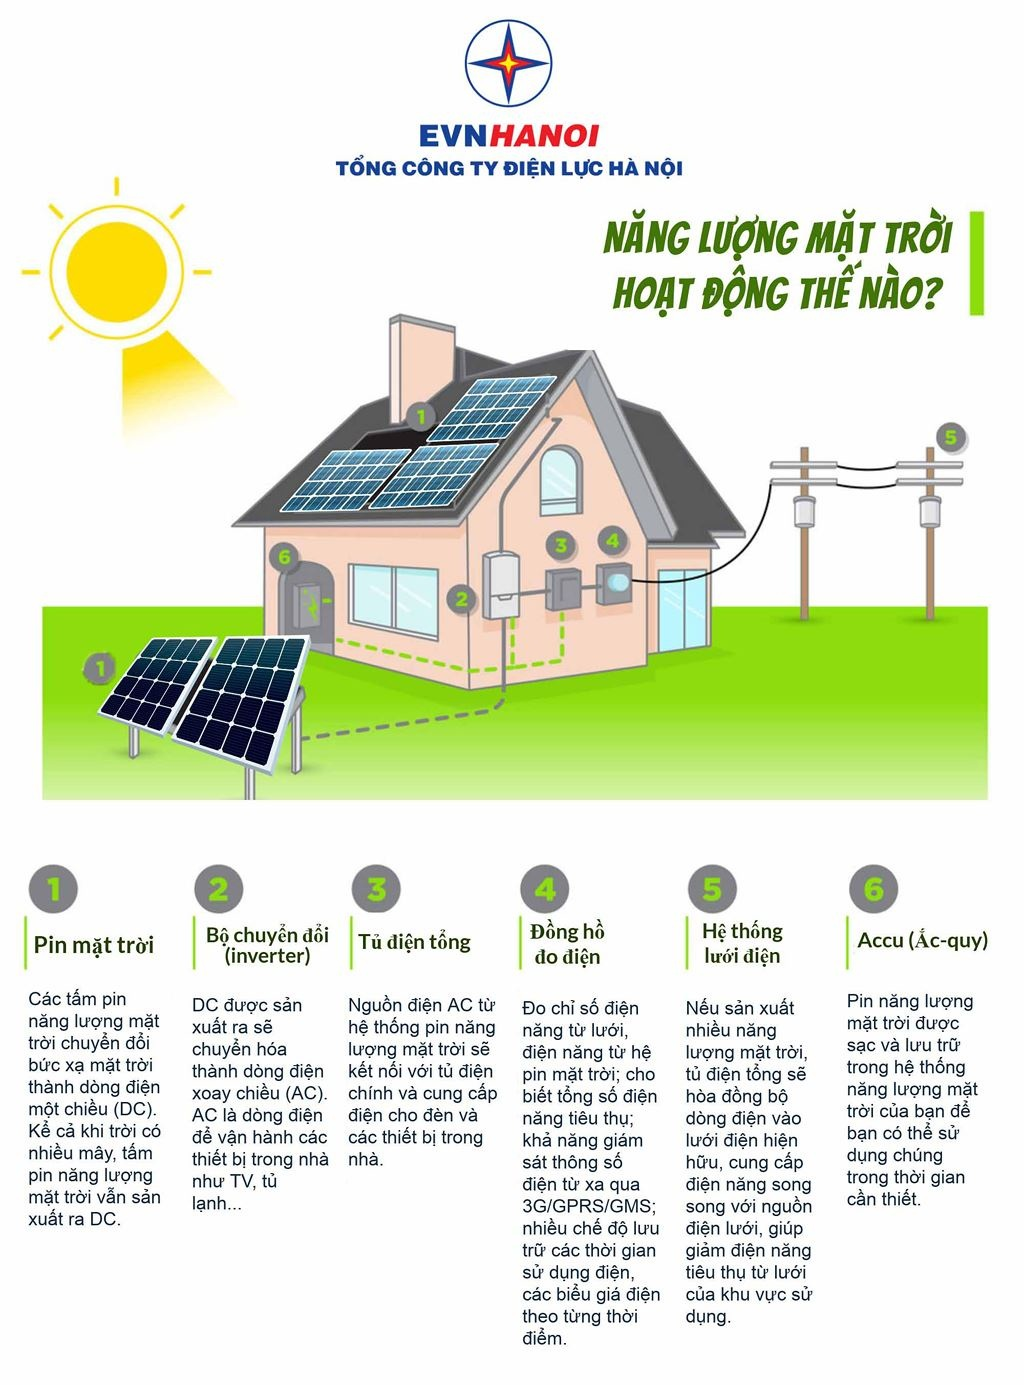 EVNHANOI
TỔNG CÔNG TY ĐIỆN LỰC HÀ NỘI
NĂNG LƯỢNG MẶT TRỜI
HOẠT ĐỘNG THẾ NÀO?
1
5
6
3
4
2
1
1
Pin mặt trời
Các tấm pin
năng lượng mặt
trời chuyển đổi
bức xạ mặt trời
thành dòng điện
một chiều (DC).
Kể cả khi trời có
nhiều mây, tấm
pin năng lượng
mặt trời vẫn sản
xuất ra DC.
2
Bộ chuyển đổi
(inverter)
DC được sản
xuất ra sẽ
chuyển hóa
thành dòng điện
xoay chiều (AC).
AC là dòng điện
để vận hành các
thiết bị trong nhà
như TV, tủ
lạnh...
3
Tủ điện tổng
Nguồn điện AC từ
hệ thống pin năng
lượng mặt trời sẽ
kết nối với tủ điện
chính và cung cấp
điện cho đèn và
các thiết bị trong
nhà.
4
Đồng hồ
đo điện
Đo chỉ số điện
năng từ lưới,
điện năng từ hệ
pin mặt trời; cho
biết tổng số điện
năng tiêu thụ;
khả năng giám
sát thông số
điện từ xa qua
3G/GPRS/GMS;
nhiều chế độ lưu
trữ các thời gian
sử dụng điện,
các biểu giá điện
theo từng thời
điểm.
5
Hệ thống
lưới điện
Nếu sản xuất
nhiều năng
lượng mặt trời,
tủ điện tổng sẽ
hòa đồng bộ
dòng điện vào
lưới điện hiện
hữu, cung cấp
điện năng song
song với nguồn
điện lưới, giúp
giảm điện năng
tiêu thụ từ lưới
của khu vực sử
dụng.
6
Accu (Ắc-quy)
Pin năng lượng
mặt trời được
sạc và lưu trữ
trong hệ thống
năng lượng mặt
trời của bạn để
bạn có thể sử
dụng chúng
trong thời gian
cần thiết.